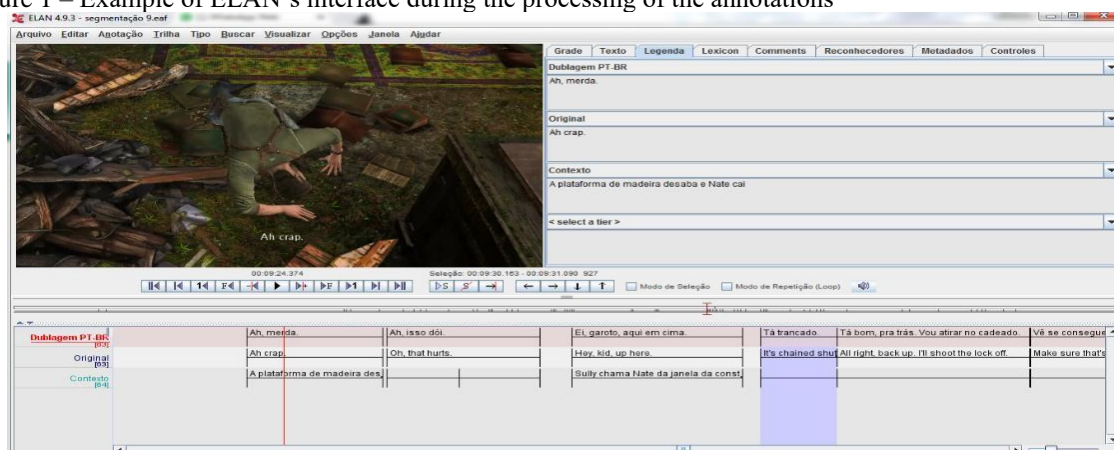 ure 1 – Example of ELAN's interface during the processing of the annotations
ELAN 4.9.3 - segmentação 9.eaf
Arquivo Editar Anotação Trilha Tipo Buscar Visualizar Opções Janela Ajudar
Grade Texto Legenda Lexicon Comments Reconhecedores Metadados Controles
Dublagem PT-BR
Ah, merda.
Original
Ah crap.
Contexto
A plataforma de madeira desaba e Nate cai
< select a tier >
Ah crap.
00:09:24.374 Seleção: 00:09:30.163 - 00:09:31.090 927
Modo de Seleção Modo de Repetição (Loop)
Dublagem PT-BR Ah, merda. Ah, isso dói. Ei, garoto, aqui em cima. Tá trancado. Tá bom, pra trás. Vou atirar no cadeado. Vê se consegue
[63]
Original Ah crap. Oh, that hurts. Hey, kid, up here. It's chained shut All right, back up. I'll shoot the lock off. Make sure that's
[63]
Contexto A plataforma de madeira des Sully chama Nate da janela da const
[64]